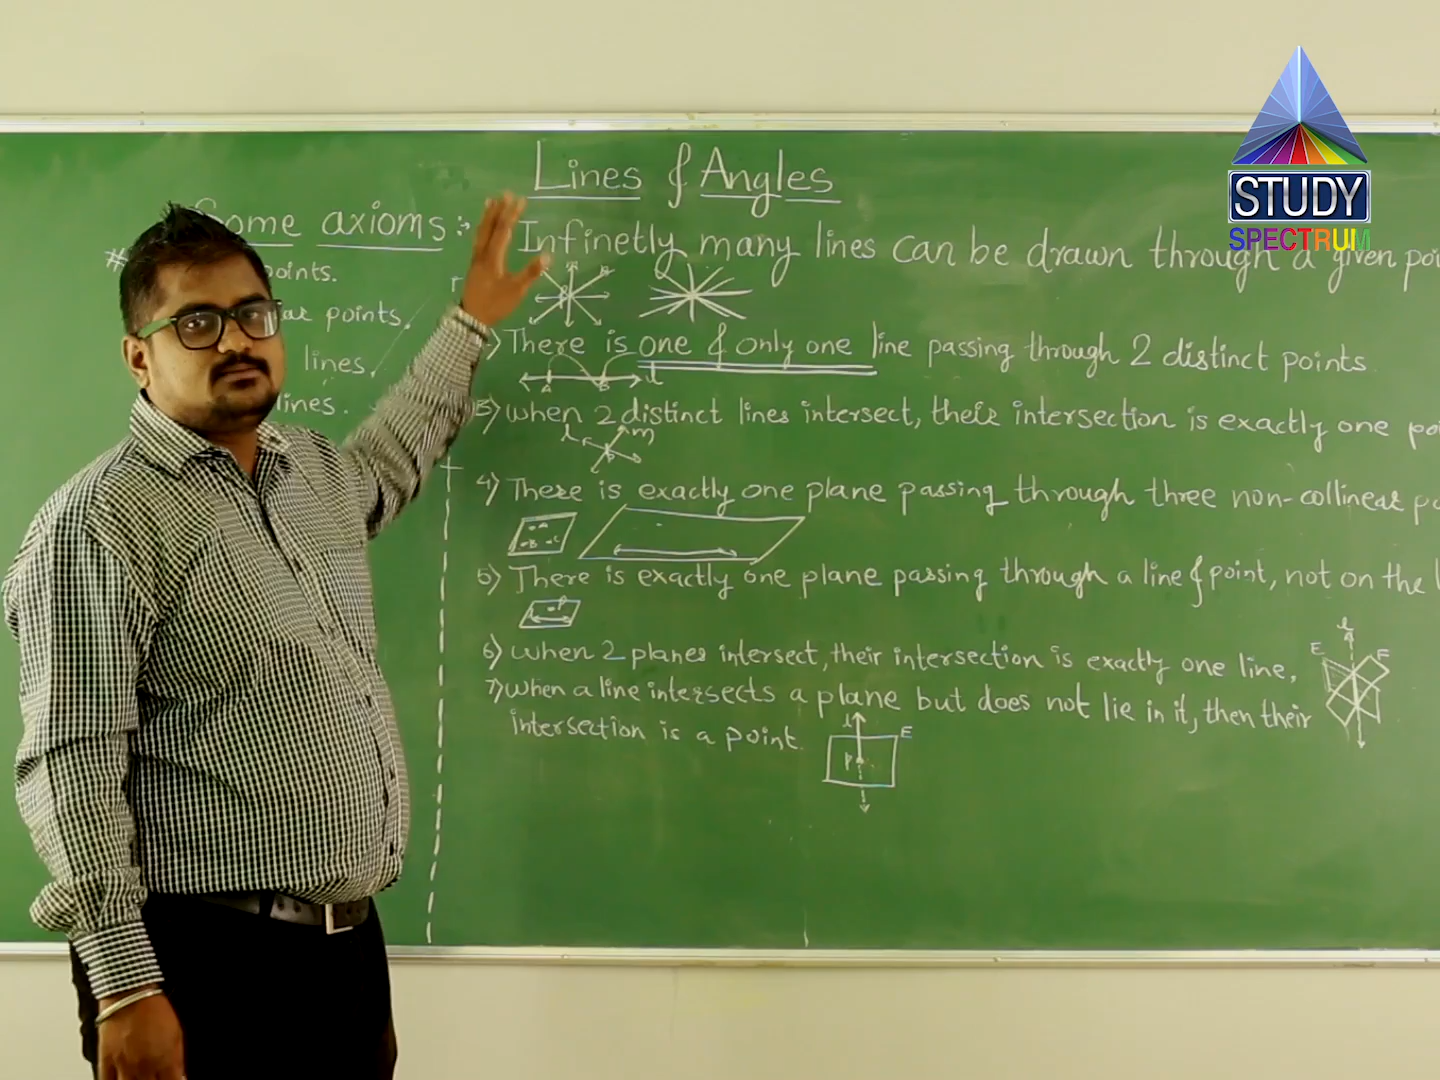 Lines & Angles
STUDY
SPECTRUM
Some axioms :-
#
points.
points.
lines.
lines.
Infinetly many lines can be drawn through a given
There is one & only one line passing through 2 distinct points
A B l
3) when 2 distinct lines intersect, their intersection is exactly one
l m
P
4) There is exactly one plane passing through three non-collinear
A
B C
5) There is exactly one plane passing through a line & point, not on the
P
6) when 2 planes intersect, their intersection is exactly one line.
l
E F
7) when a line intersects a plane but does not lie in it, then their
intersection is a point.
l E
P